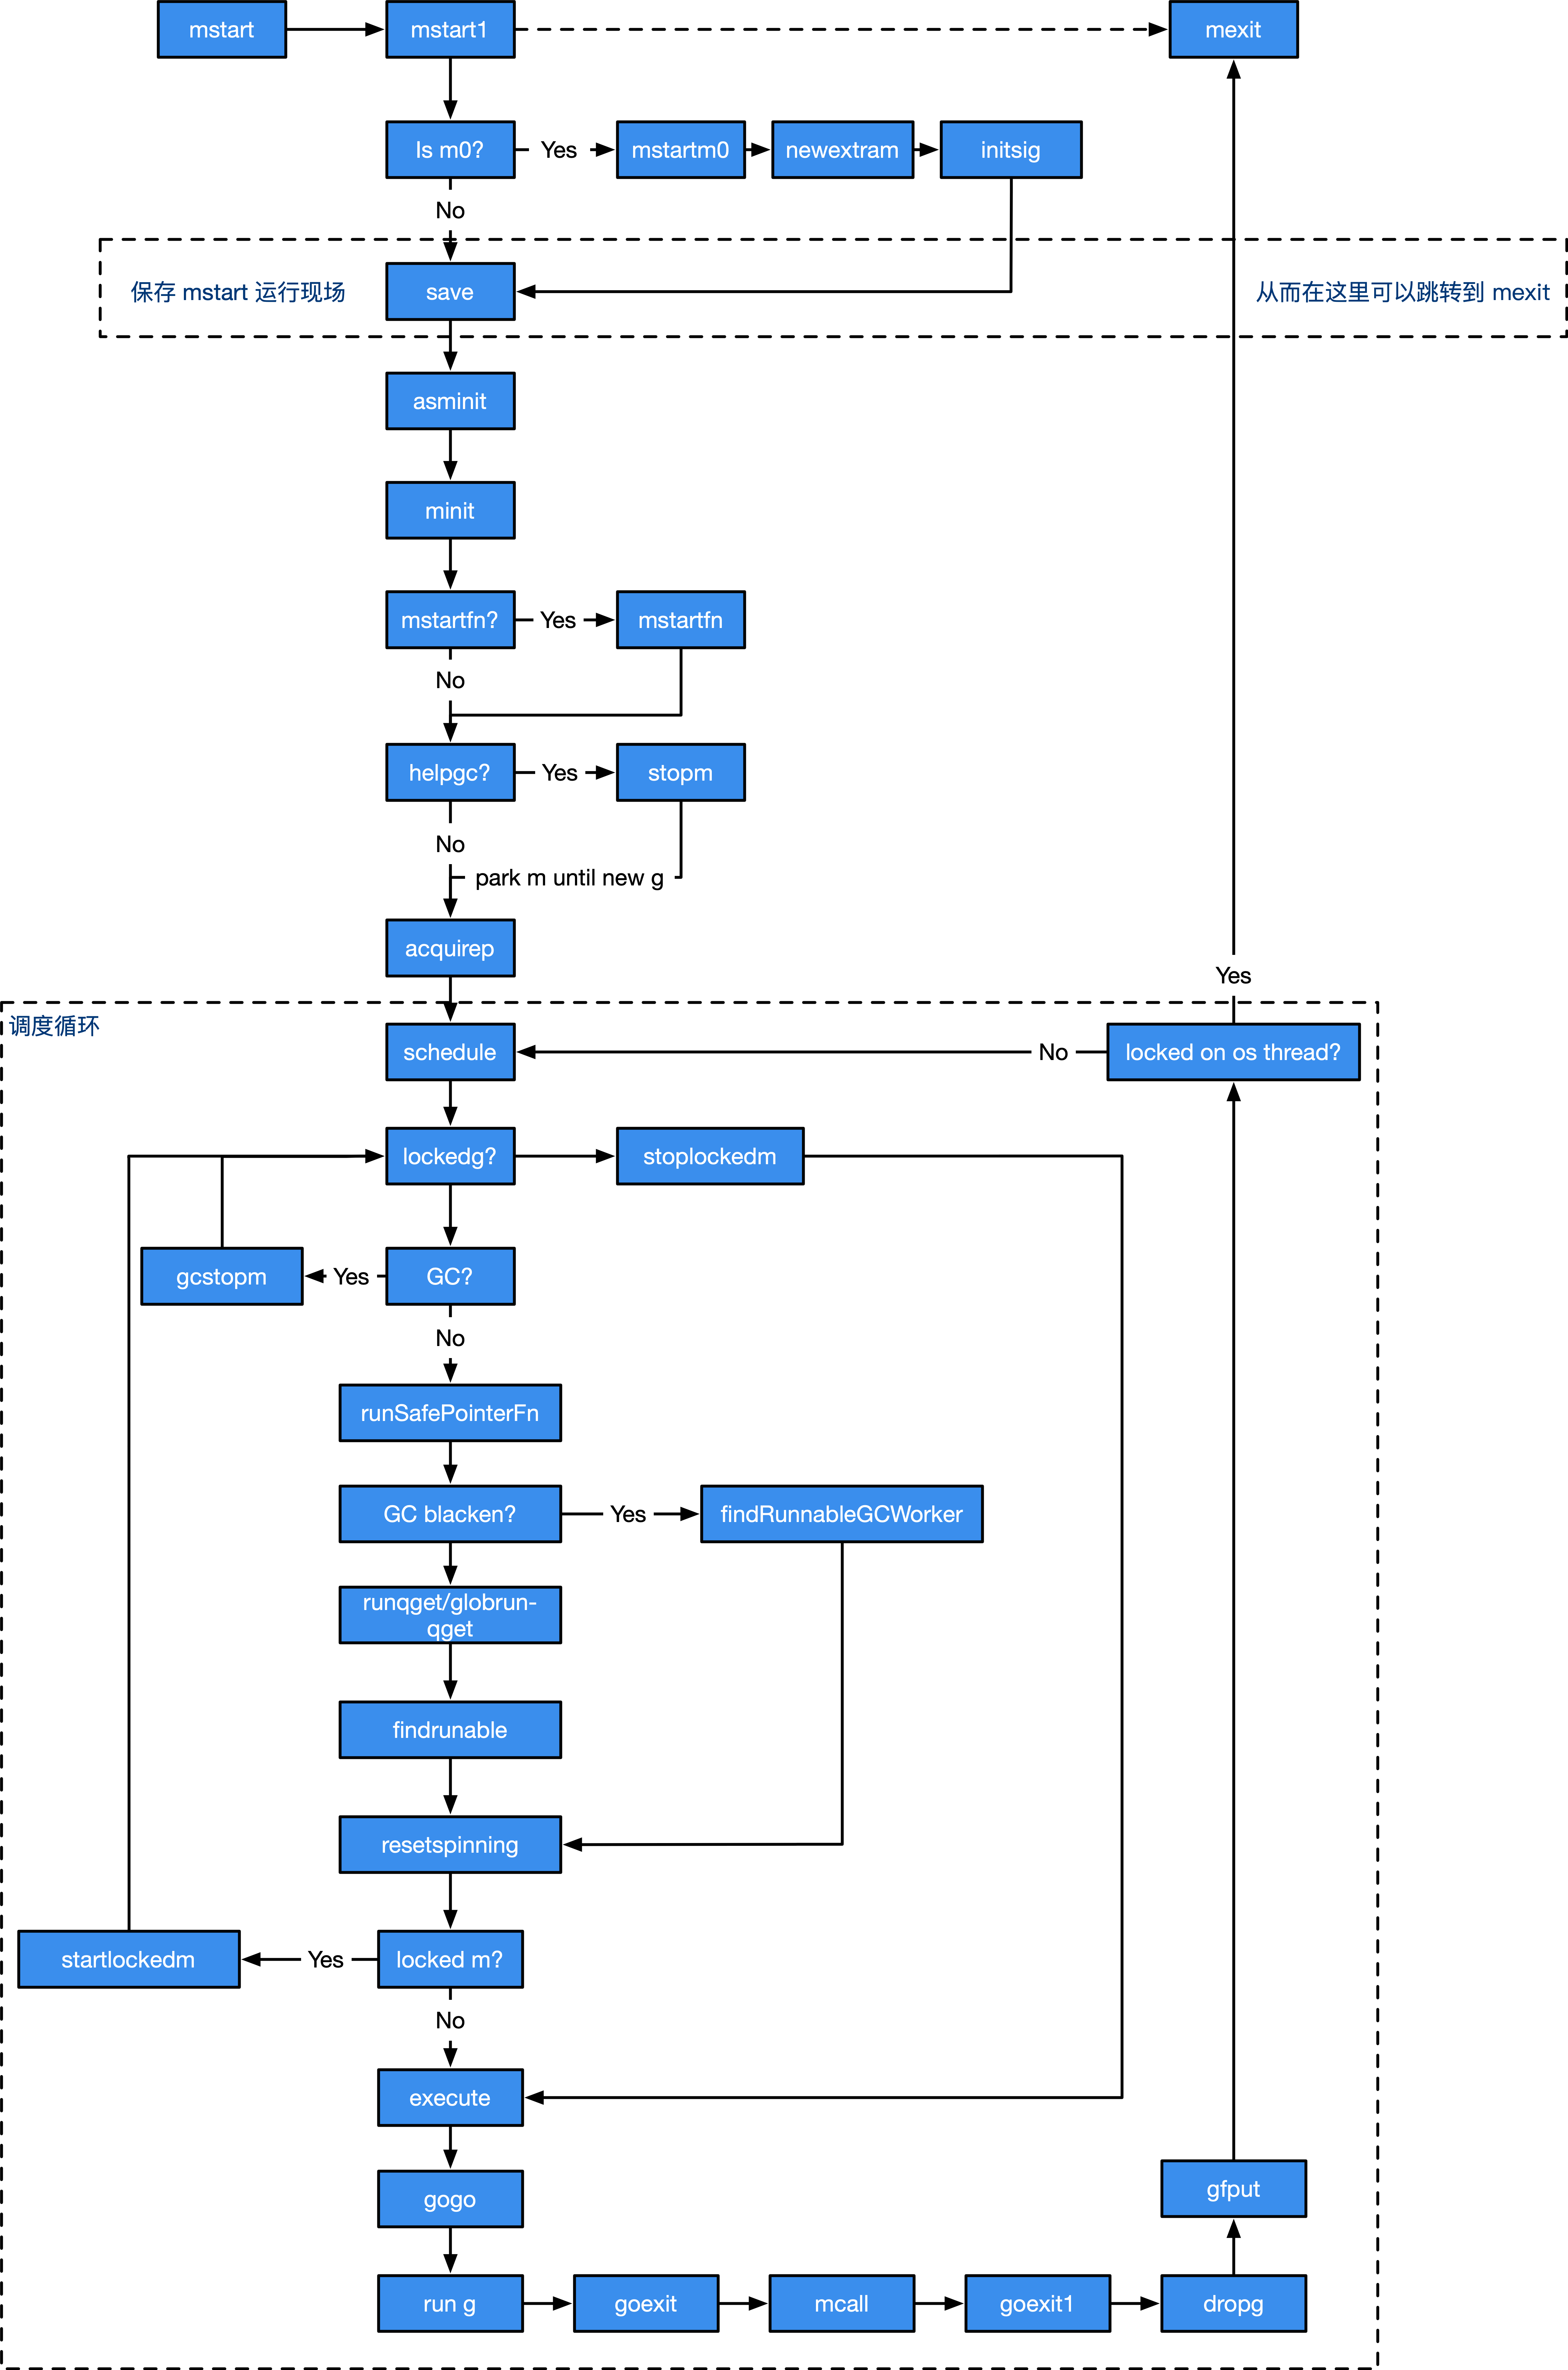 mstart
mstart1
mexit
Is m0?
Yes
mstartm0
newextram
initsig
No
保存 mstart 运行现场
save
从而在这里可以跳转到 mexit
asminit
minit
mstartfn?
Yes
mstartfn
No
helpgc?
Yes
stopm
No
park m until new g
acquirep
Yes
调度循环
schedule
No
locked on os thread?
lockedg?
stoplockedm
gcstopm
Yes
GC?
No
runSafePointerFn
GC blacken?
Yes
findRunnableGCWorker
runqget/globrun-
qget
findrunable
resetspinning
startlockedm
Yes
locked m?
No
execute
gogo
gfput
run g
goexit
mcall
goexit1
dropg